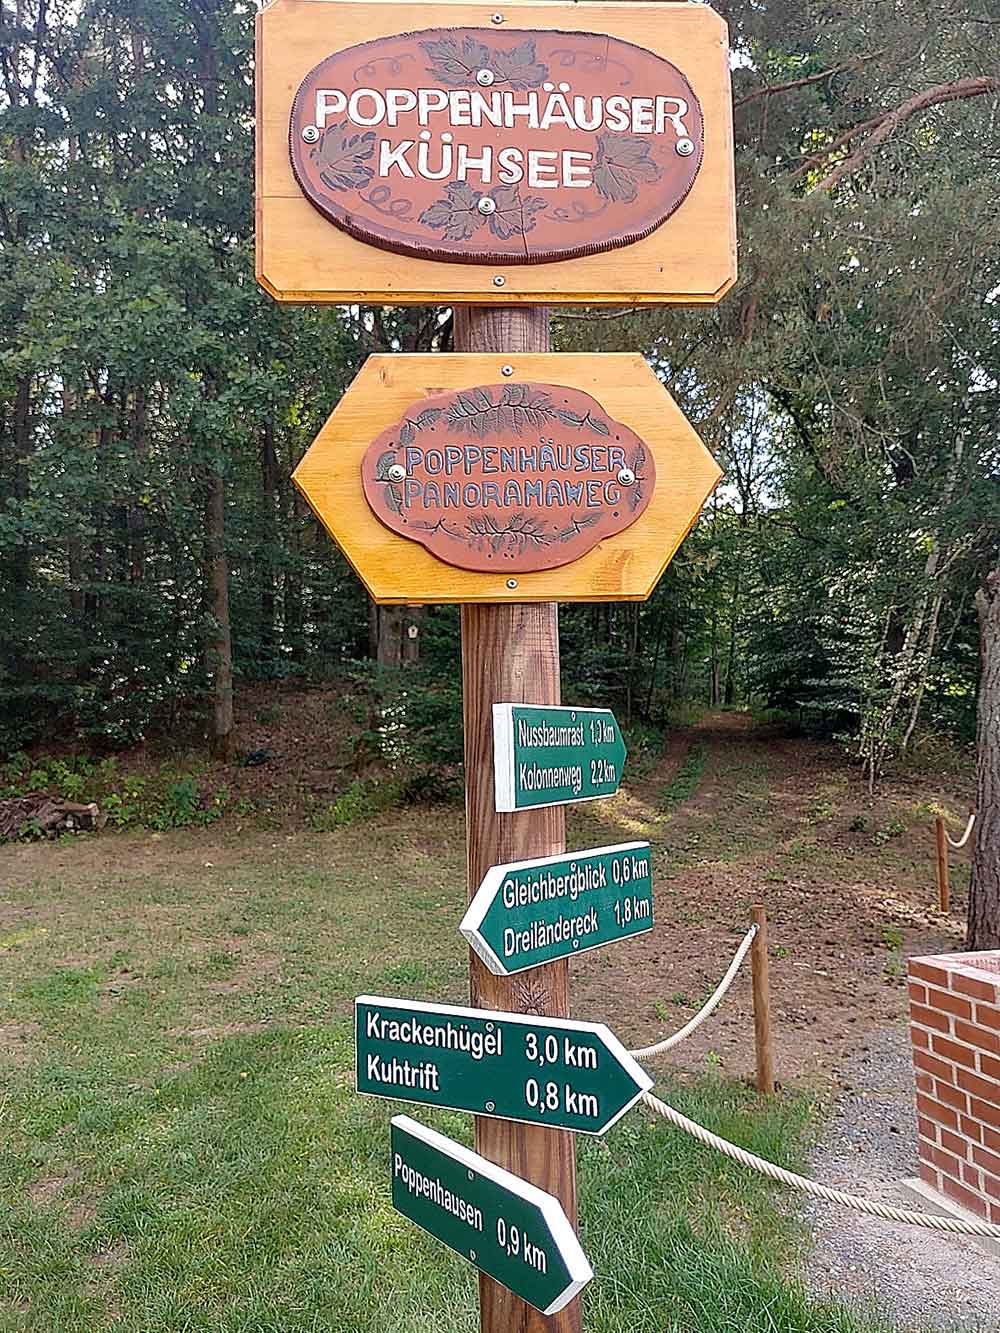 POPPENHÄUSER
KÜHSEE
POPPENHÄUSER
PANORAMAWEG
Nussbaumrast 1,0 km
Kolonnenweg 2,2 km
Gleichbergblick 0,6 km
Dreiländereck 1,8 km
Krackenhügel 3,0 km
Kuhtrift 0,8 km
Poppenhausen 0,9 km